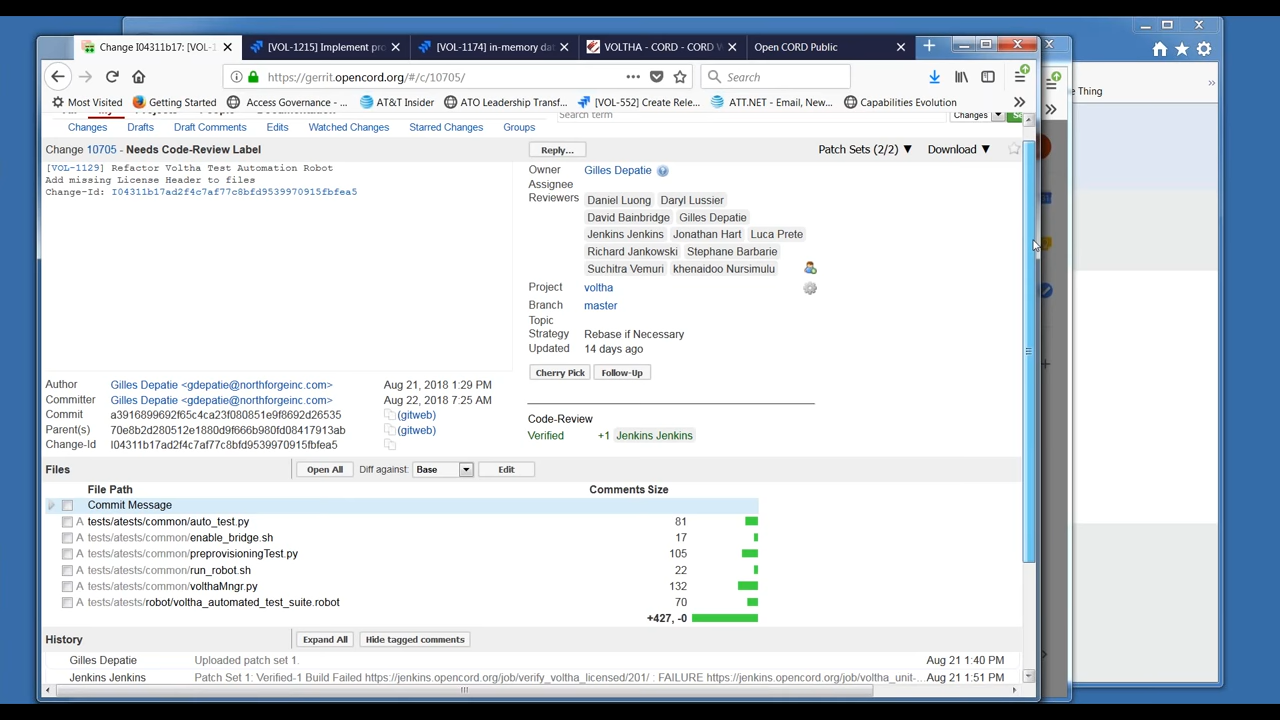 Change I04311b17: [VOL-1
[VOL-1215] Implement pro
[VOL-1174] in-memory da
VOLTHA - CORD - CORD W
Open CORD Public
https://gerrit.opencord.org/#/c/10705/
Search
Most Visited
Getting Started
Access Governance - ...
AT&T Insider
ATO Leadership Transf...
[VOL-552] Create Rele...
ATT.NET - Email, New...
Capabilities Evolution
e Thing
Search term
Changes
Changes
Drafts
Draft Comments
Edits
Watched Changes
Starred Changes
Groups
Change 10705 - Needs Code-Review Label
Reply...
Patch Sets (2/2) ▼
Download ▼
[VOL-1129] Refactor Voltha Test Automation Robot
Add missing License Header to files
Change-Id: I04311b17ad2f4c7af77c8bfd9539970915fbfea5
Owner Gilles Depatie
Assignee
Reviewers Daniel Luong Daryl Lussier
David Bainbridge Gilles Depatie
Jenkins Jenkins Jonathan Hart Luca Prete
Richard Jankowski Stephane Barbarie
Suchitra Vemuri khenaidoo Nursimulu
Project voltha
Branch master
Topic
Strategy Rebase if Necessary
Updated 14 days ago
Cherry Pick Follow-Up
Author Gilles Depatie <gdepatie@northforgeinc.com> Aug 21, 2018 1:29 PM
Committer Gilles Depatie <gdepatie@northforgeinc.com> Aug 22, 2018 7:25 AM
Commit a3916899692f65c4ca23f080851e9f8692d26535 (gitweb)
Parent(s) 70e8b2d280512e1880d9f666b980fd08417913ab (gitweb)
Change-Id I04311b17ad2f4c7af77c8bfd9539970915fbfea5
Code-Review
Verified +1 Jenkins Jenkins
Files Open All Diff against: Base Edit
File Path Comments Size
Commit Message
A tests/atests/common/auto_test.py 81
A tests/atests/common/enable_bridge.sh 17
A tests/atests/common/preprovisioningTest.py 105
A tests/atests/common/run_robot.sh 22
A tests/atests/common/volthaMngr.py 132
A tests/atests/robot/voltha_automated_test_suite.robot 70
+427, -0
History Expand All Hide tagged comments
Gilles Depatie Uploaded patch set 1. Aug 21 1:40 PM
Jenkins Jenkins Patch Set 1: Verified-1 Build Failed https://jenkins.opencord.org/job/verify_voltha_licensed/201/ : FAILURE https://jenkins.opencord.org/job/voltha_unit-... Aug 21 1:51 PM